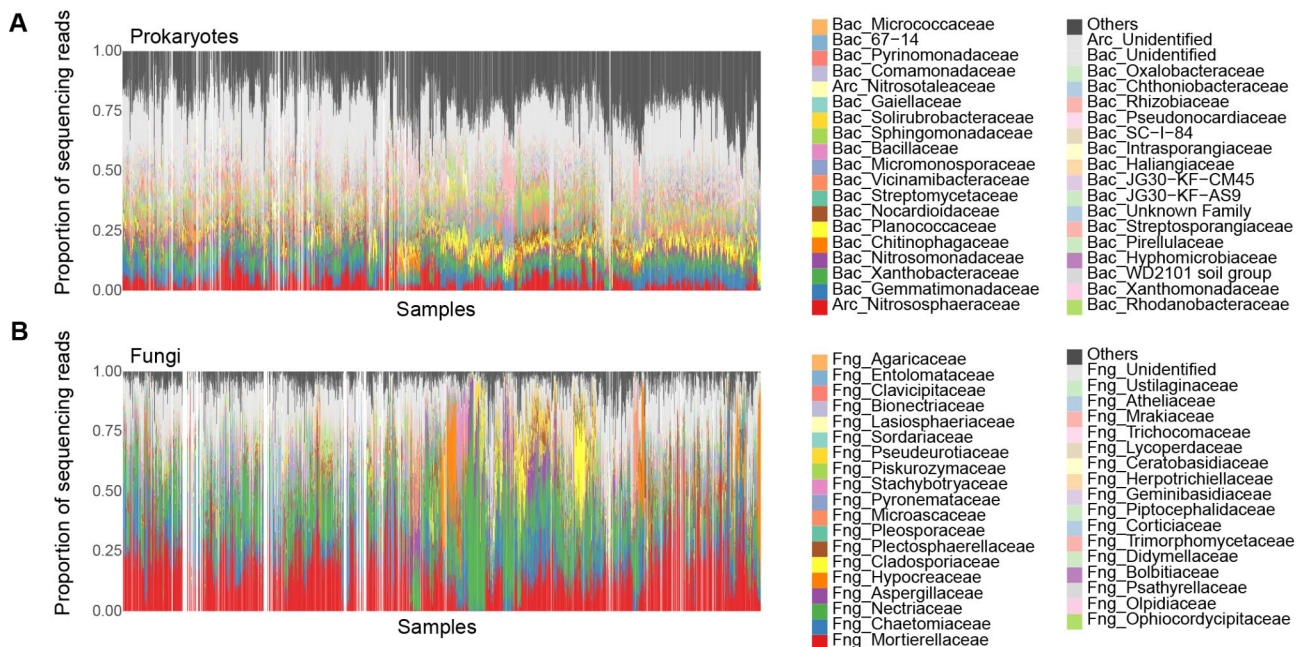 A
Prokaryotes
Proportion of sequencing reads
1.00
0.75
0.50
0.25
0.00
Samples
Bac_Micrococcaceae
Bac_67−14
Bac_Pyrinomonadaceae
Bac_Comamonadaceae
Arc_Nitrosotaleaceae
Bac_Gaiellaceae
Bac_Solirubrobacteraceae
Bac_Sphingomonadaceae
Bac_Bacillaceae
Bac_Micromonosporaceae
Bac_Vicinamibacteraceae
Bac_Streptomycetaceae
Bac_Nocardioidaceae
Bac_Planococcaceae
Bac_Chitinophagaceae
Bac_Nitrosomonadaceae
Bac_Xanthobacteraceae
Bac_Gemmatimonadaceae
Arc_Nitrososphaeraceae
Others
Arc_Unidentified
Bac_Unidentified
Bac_Oxalobacteraceae
Bac_Chthoniobacteraceae
Bac_Rhizobiaceae
Bac_Pseudonocardiaceae
Bac_SC−I−84
Bac_Intrasporangiaceae
Bac_Haliangiaceae
Bac_JG30−KF−CM45
Bac_JG30−KF−AS9
Bac_Unknown Family
Bac_Streptosporangiaceae
Bac_Pirellulaceae
Bac_Hyphomicrobiaceae
Bac_WD2101 soil group
Bac_Xanthomonadaceae
Bac_Rhodanobacteraceae
B
Fungi
Proportion of sequencing reads
1.00
0.75
0.50
0.25
0.00
Samples
Fng_Agaricaceae
Fng_Entolomataceae
Fng_Clavicipitaceae
Fng_Bionectriaceae
Fng_Lasiosphaeriaceae
Fng_Sordariaceae
Fng_Pseudeurotiaceae
Fng_Piskurozymaceae
Fng_Stachybotryaceae
Fng_Pyronemataceae
Fng_Microascaceae
Fng_Pleosporaceae
Fng_Plectosphaerellaceae
Fng_Cladosporiaceae
Fng_Hypocreaceae
Fng_Aspergillaceae
Fng_Nectriaceae
Fng_Chaetomiaceae
Fng_Mortierellaceae
Others
Fng_Unidentified
Fng_Ustilaginaceae
Fng_Atheliaceae
Fng_Mrakiaceae
Fng_Trichocomaceae
Fng_Lycoperdaceae
Fng_Ceratobasidiaceae
Fng_Herpotrichiellaceae
Fng_Geminibasidiaceae
Fng_Piptocephalidaceae
Fng_Corticiaceae
Fng_Trimorphomycetaceae
Fng_Didymellaceae
Fng_Bolbitiaceae
Fng_Psathyrellaceae
Fng_Olpidiaceae
Fng_Ophiocordycipitaceae